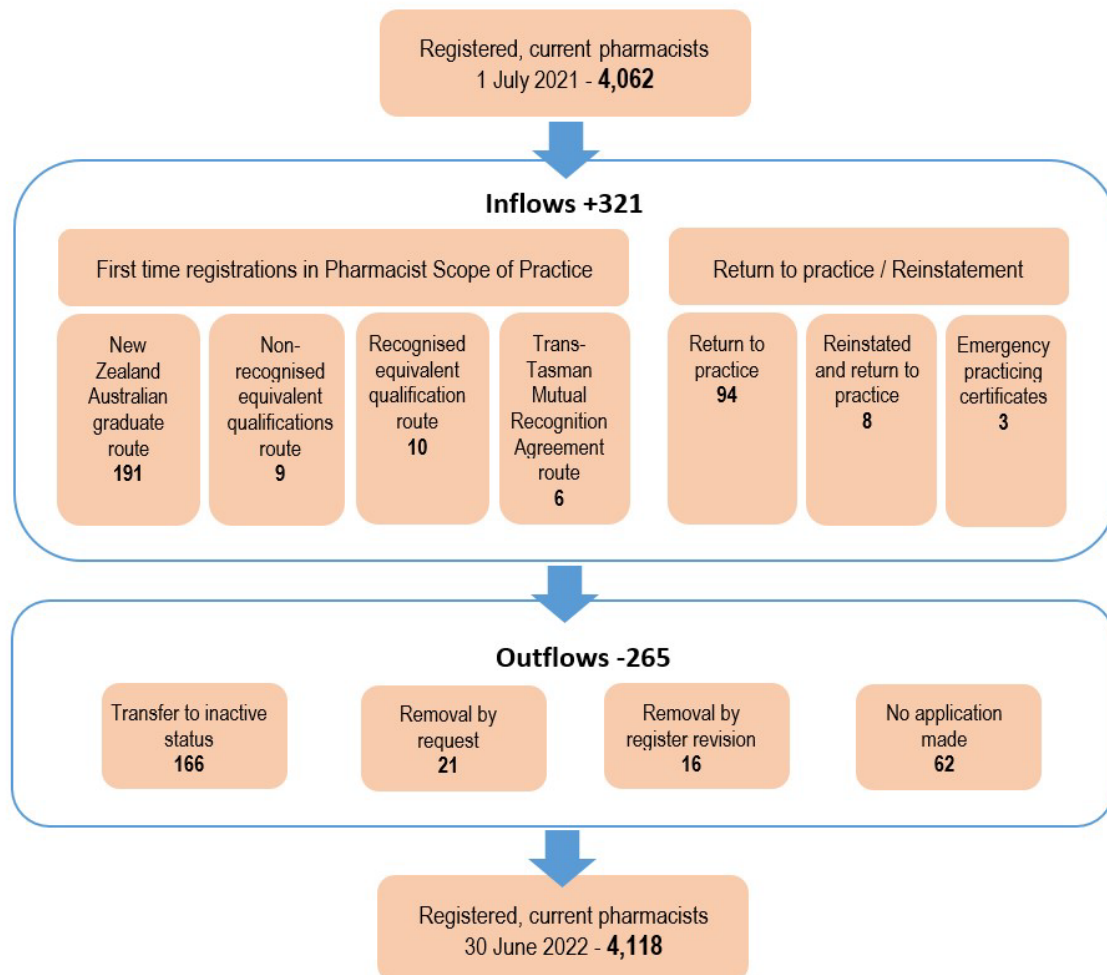 Registered, current pharmacists
1 July 2021 - 4,062
Inflows +321
First time registrations in Pharmacist Scope of Practice
Return to practice / Reinstatement
New
Zealand
Australian
graduate
route
191
Non-
recognised
equivalent
qualifications
route
9
Recognised
equivalent
qualification
route
10
Trans-
Tasman
Mutual
Recognition
Agreement
route
6
Return to
practice
94
Reinstated
and return to
practice
8
Emergency
practicing
certificates
3
Outflows -265
Transfer to inactive
status
166
Removal by
request
21
Removal by
register revision
16
No application
made
62
Registered, current pharmacists
30 June 2022 - 4,118